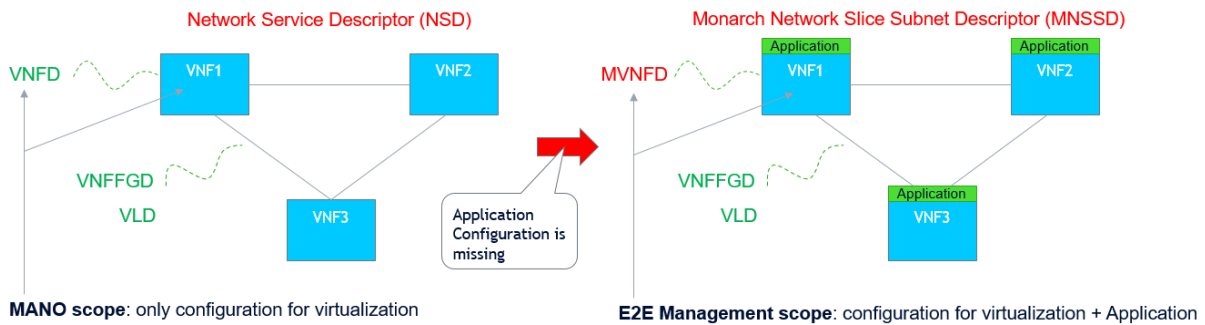 Network Service Descriptor (NSD)
VNFD
VNF1
VNF2
VNFFGD
VLD
VNF3
MANO scope: only configuration for virtualization
Application
Configuration is
missing
Monarch Network Slice Subnet Descriptor (MNSSD)
Application
Application
MVNFD
VNF1
VNF2
VNFFGD
VLD
Application
VNF3
E2E Management scope: configuration for virtualization + Application